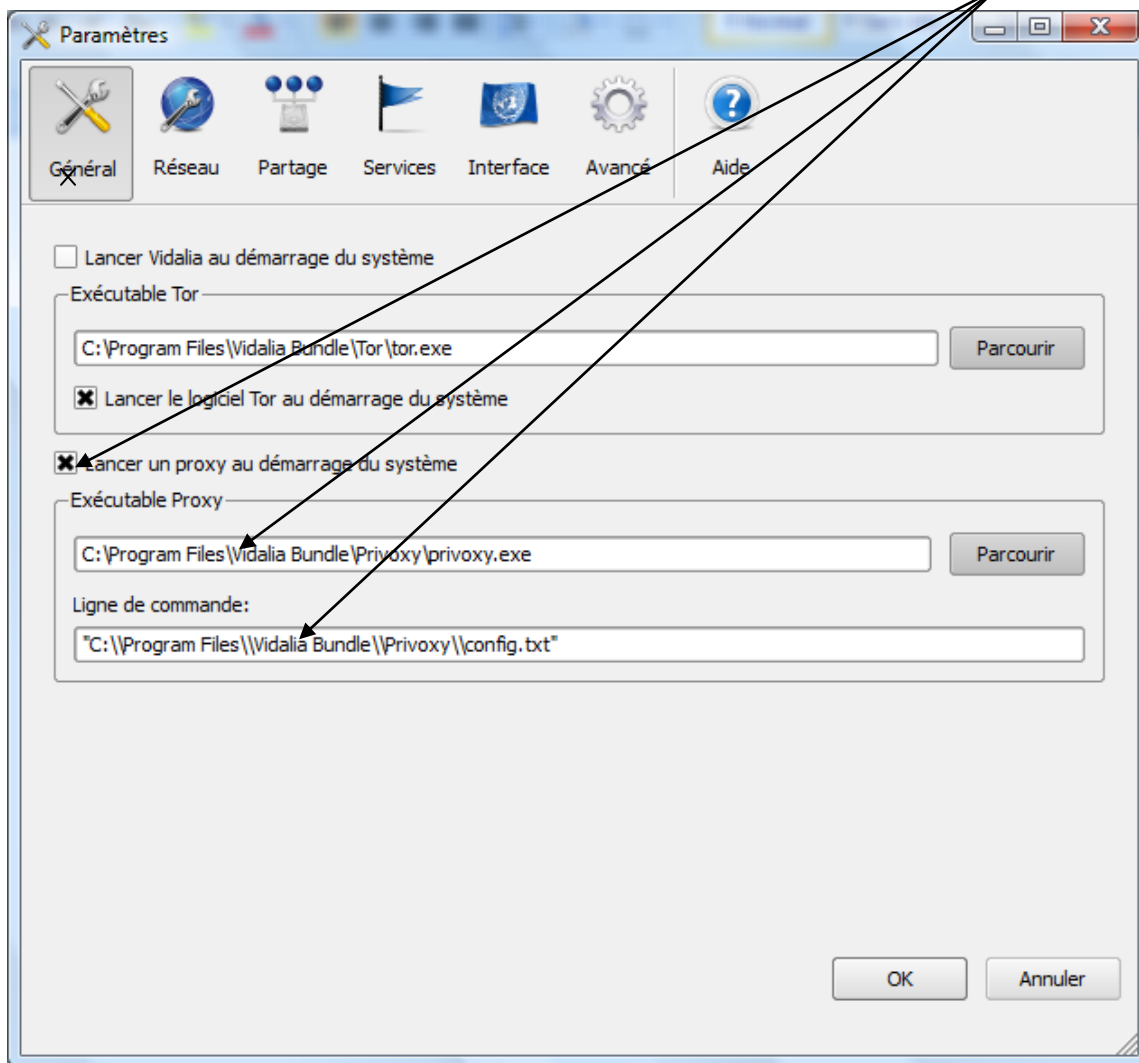 Paramètres
Général Réseau Partage Services Interface Avancé Aide
Lancer Vidalia au démarrage du système
Exécutable Tor
C:\Program Files\Vidalia Bundle\Tor\tor.exe Parcourir
Lancer le logiciel Tor au démarrage du système
Lancer un proxy au démarrage du système
Exécutable Proxy
C:\Program Files\Vidalia Bundle\Privoxy\privoxy.exe Parcourir
Ligne de commande:
"C:\\Program Files\\Vidalia Bundle\\Privoxy\\config.txt"
OK Annuler